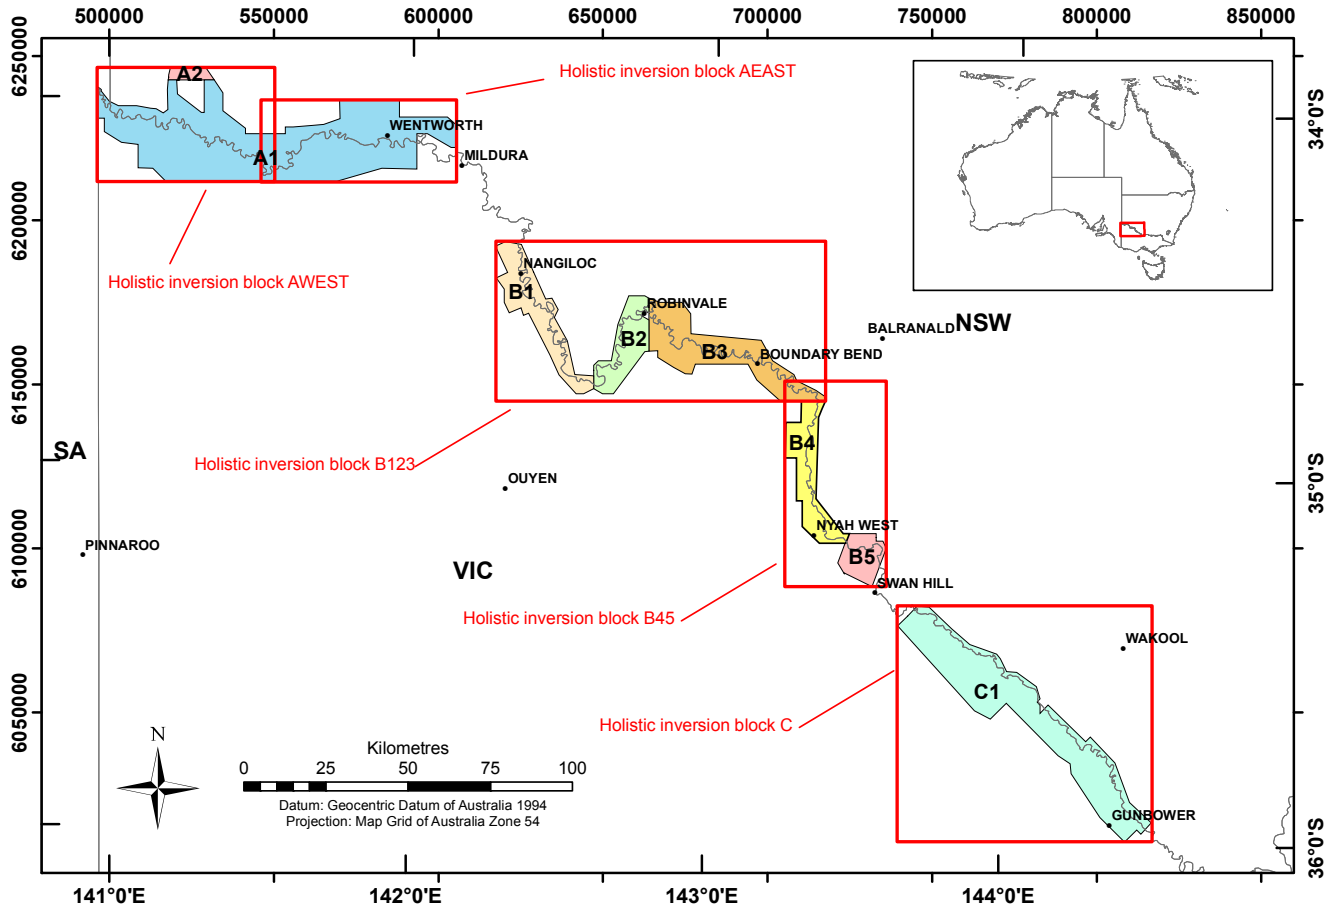 500000 550000 600000 650000 700000 750000 800000 850000
6250000
6200000
6150000
6100000
6050000
34°0'S
35°0'S
36°0'S
A2
Holistic inversion block AEAST
WENTWORTH
A1
MILDURA
Holistic inversion block AWEST
NANGILOC
B1
ROBINVALE
B2
B3
BOUNDARY BEND
BALRANALD
NSW
SA
B4
Holistic inversion block B123
OUYEN
NYAH WEST
PINNAROO
VIC
B5
SWAN HILL
Holistic inversion block B45
WAKOOL
C1
Holistic inversion block C
GUNBOWER
N
Kilometres
0 25 50 75 100
Datum: Geocentric Datum of Australia 1994
Projection: Map Grid of Australia Zone 54
141°0'E 142°0'E 143°0'E 144°0'E